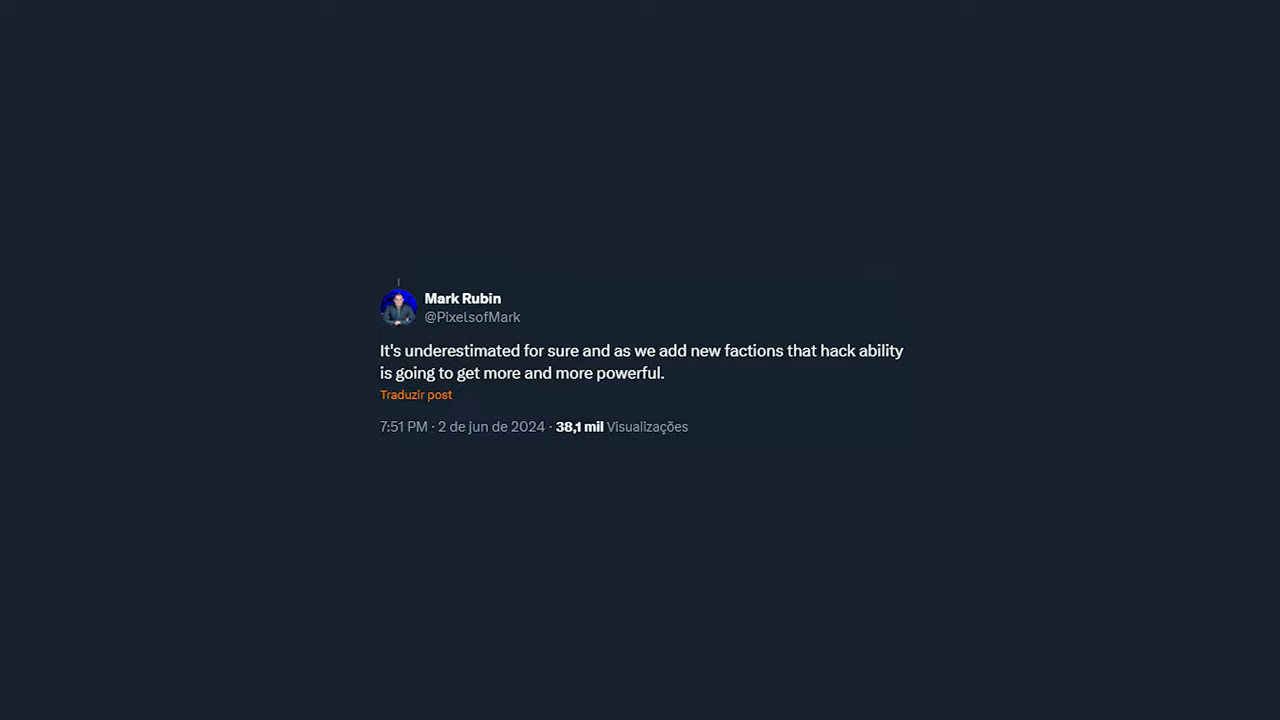 Mark Rubin
@PixelsofMark
It's underestimated for sure and as we add new factions that hack ability
is going to get more and more powerful.
Traduzir post
7:51 PM · 2 de jun de 2024 · 38,1 mil Visualizações